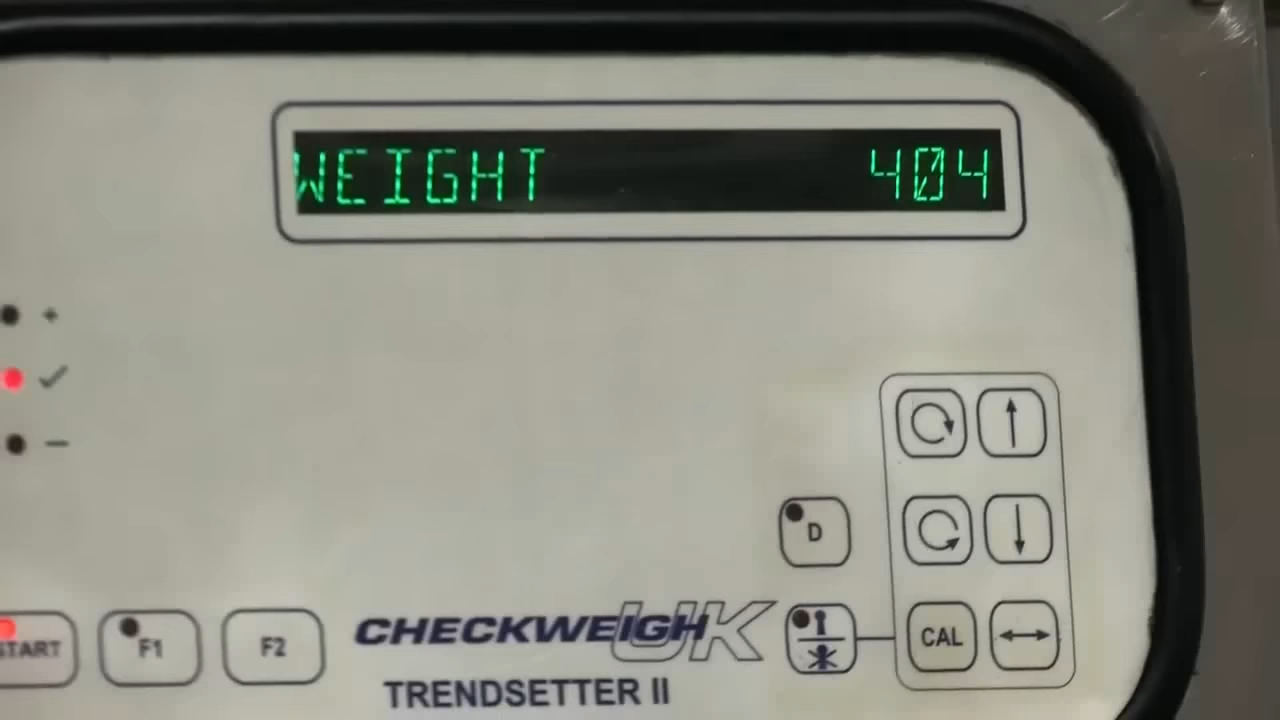 WEIGHT 404
+
✓
−
D
START F1 F2
CHECKWEIGH UK
CAL
TRENDSETTER II